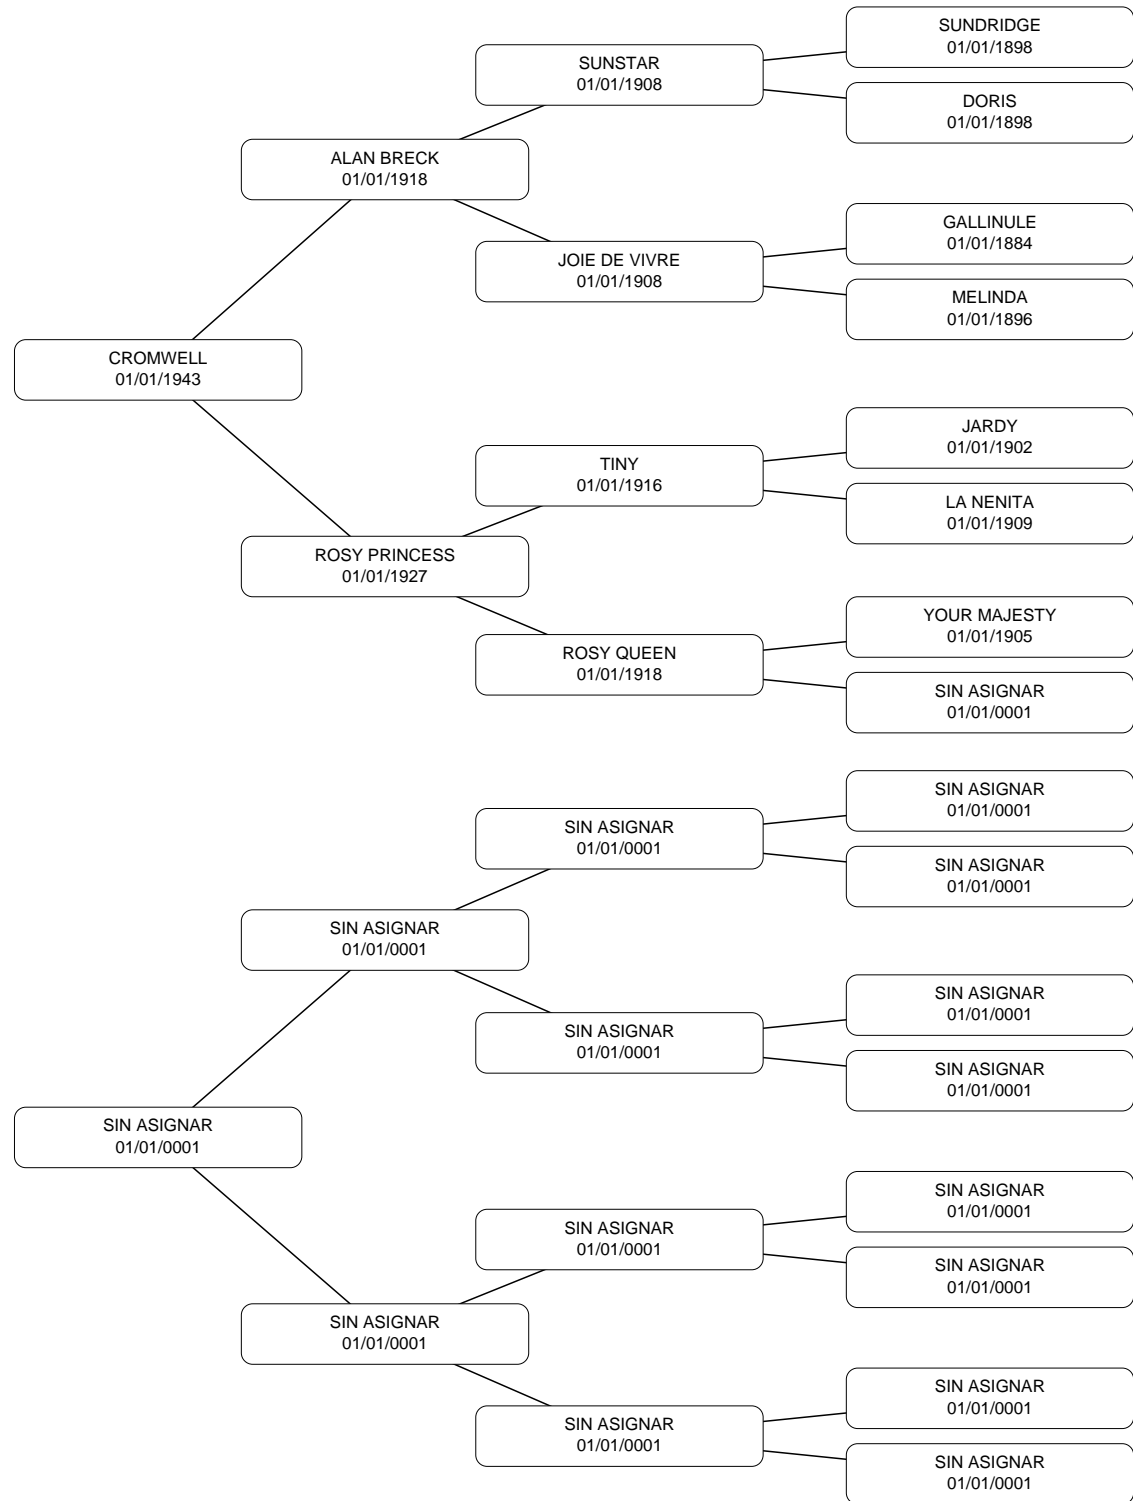 SUNDRIDGE
01/01/1898
SUNSTAR
01/01/1908
DORIS
01/01/1898
ALAN BRECK
01/01/1918
GALLINULE
01/01/1884
JOIE DE VIVRE
01/01/1908
MELINDA
01/01/1896
CROMWELL
01/01/1943
JARDY
01/01/1902
TINY
01/01/1916
LA NENITA
01/01/1909
ROSY PRINCESS
01/01/1927
YOUR MAJESTY
01/01/1905
ROSY QUEEN
01/01/1918
SIN ASIGNAR
01/01/0001
SIN ASIGNAR
01/01/0001
SIN ASIGNAR
01/01/0001
SIN ASIGNAR
01/01/0001
SIN ASIGNAR
01/01/0001
SIN ASIGNAR
01/01/0001
SIN ASIGNAR
01/01/0001
SIN ASIGNAR
01/01/0001
SIN ASIGNAR
01/01/0001
SIN ASIGNAR
01/01/0001
SIN ASIGNAR
01/01/0001
SIN ASIGNAR
01/01/0001
SIN ASIGNAR
01/01/0001
SIN ASIGNAR
01/01/0001
SIN ASIGNAR
01/01/0001
SIN ASIGNAR
01/01/0001